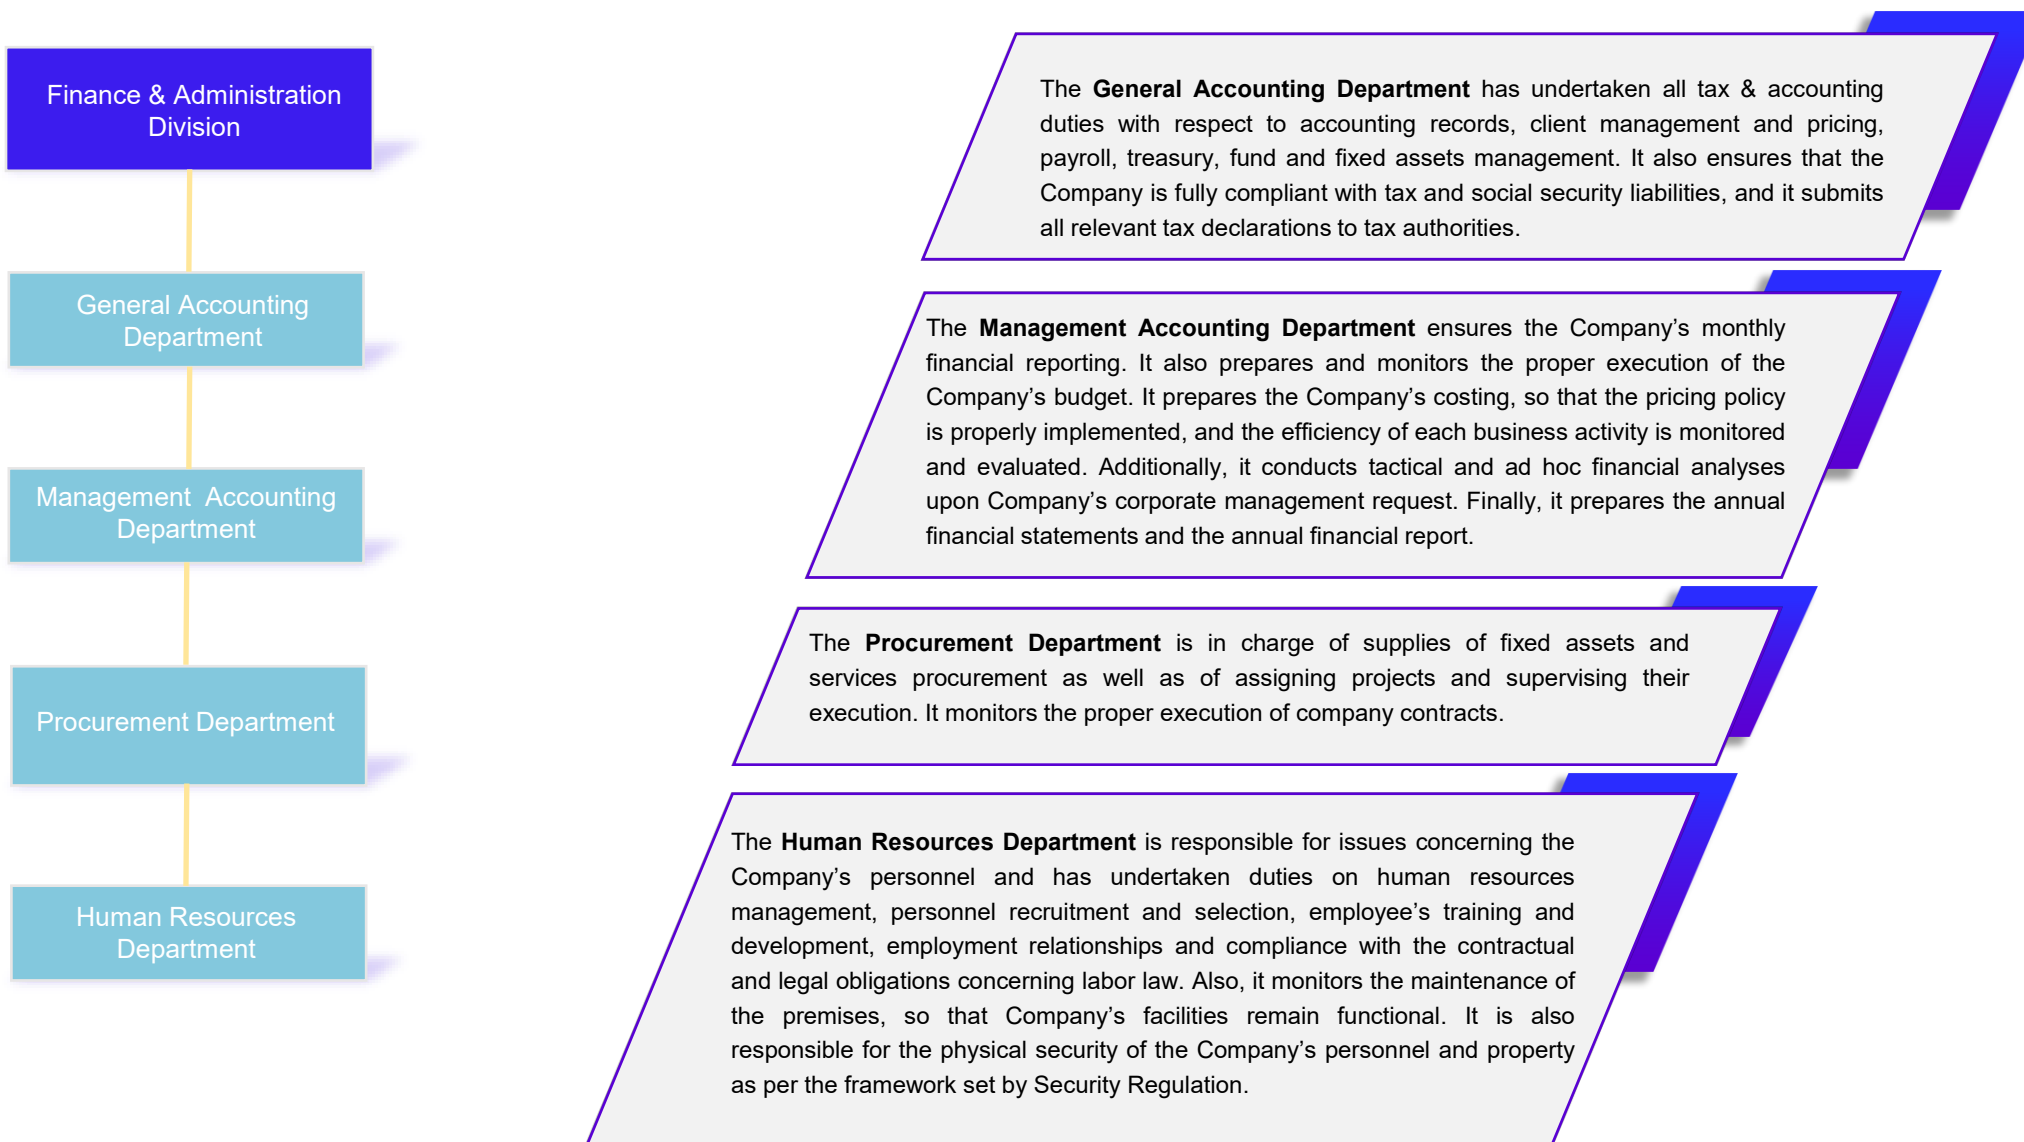 Finance & Administration
Division
General Accounting
Department
Management Accounting
Department
Procurement Department
Human Resources
Department
The General Accounting Department has undertaken all tax & accounting
duties with respect to accounting records, client management and pricing,
payroll, treasury, fund and fixed assets management. It also ensures that the
Company is fully compliant with tax and social security liabilities, and it submits
all relevant tax declarations to tax authorities.
The Management Accounting Department ensures the Company’s monthly
financial reporting. It also prepares and monitors the proper execution of the
Company’s budget. It prepares the Company’s costing, so that the pricing policy
is properly implemented, and the efficiency of each business activity is monitored
and evaluated. Additionally, it conducts tactical and ad hoc financial analyses
upon Company’s corporate management request. Finally, it prepares the annual
financial statements and the annual financial report.
The Procurement Department is in charge of supplies of fixed assets and
services procurement as well as of assigning projects and supervising their
execution. It monitors the proper execution of company contracts.
The Human Resources Department is responsible for issues concerning the
Company’s personnel and has undertaken duties on human resources
management, personnel recruitment and selection, employee’s training and
development, employment relationships and compliance with the contractual
and legal obligations concerning labor law. Also, it monitors the maintenance of
the premises, so that Company’s facilities remain functional. It is also
responsible for the physical security of the Company’s personnel and property
as per the framework set by Security Regulation.